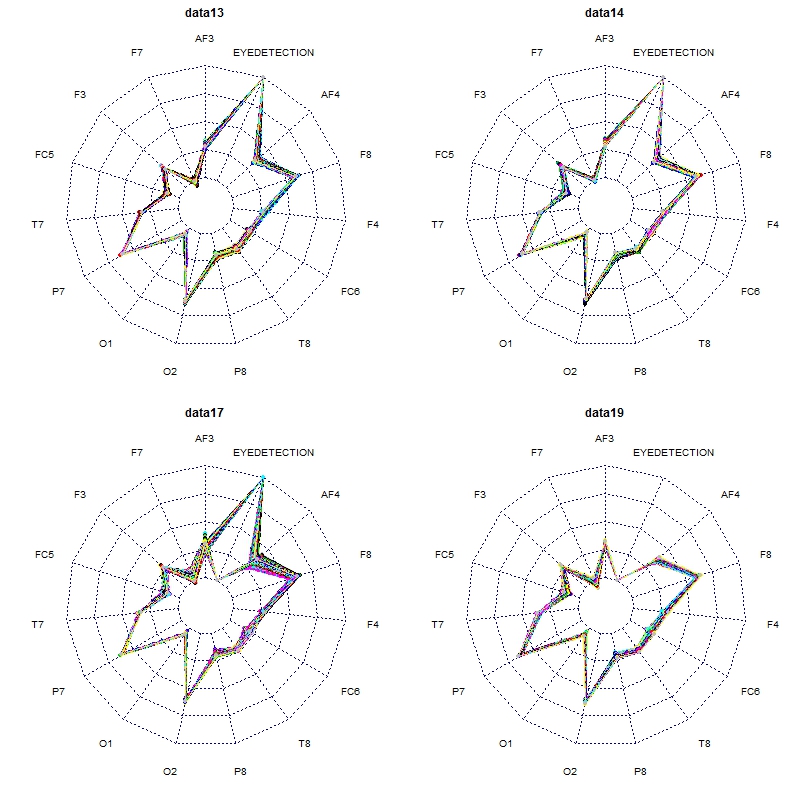 data13
AF3
EYEDETECTION
F7
F3
AF4
FC5
F8
T7
F4
P7
FC6
O1
T8
O2
P8
data14
AF3
EYEDETECTION
F7
F3
AF4
FC5
F8
T7
F4
P7
FC6
O1
T8
O2
P8
data17
AF3
EYEDETECTION
F7
F3
AF4
FC5
F8
T7
F4
P7
FC6
O1
T8
O2
P8
data19
AF3
EYEDETECTION
F7
F3
AF4
FC5
F8
T7
F4
P7
FC6
O1
T8
O2
P8